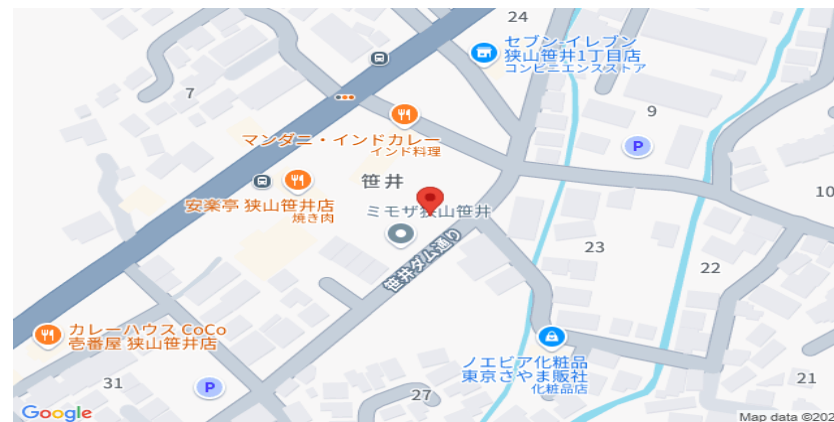 24
セブン-イレブン
狭山笹井1丁目店
コンビニエンスストア
7
9
P
マンダニ・インドカレー
インド料理
笹井
10
安楽亭 狭山笹井店
焼き肉
ミモザ狭山笹井
笹井ダム通り
23
22
カレーハウス CoCo
壱番屋 狭山笹井店
ノエビア化粧品
東京さやま販社
化粧品店
31
P
27
21
Google
Map data ©202